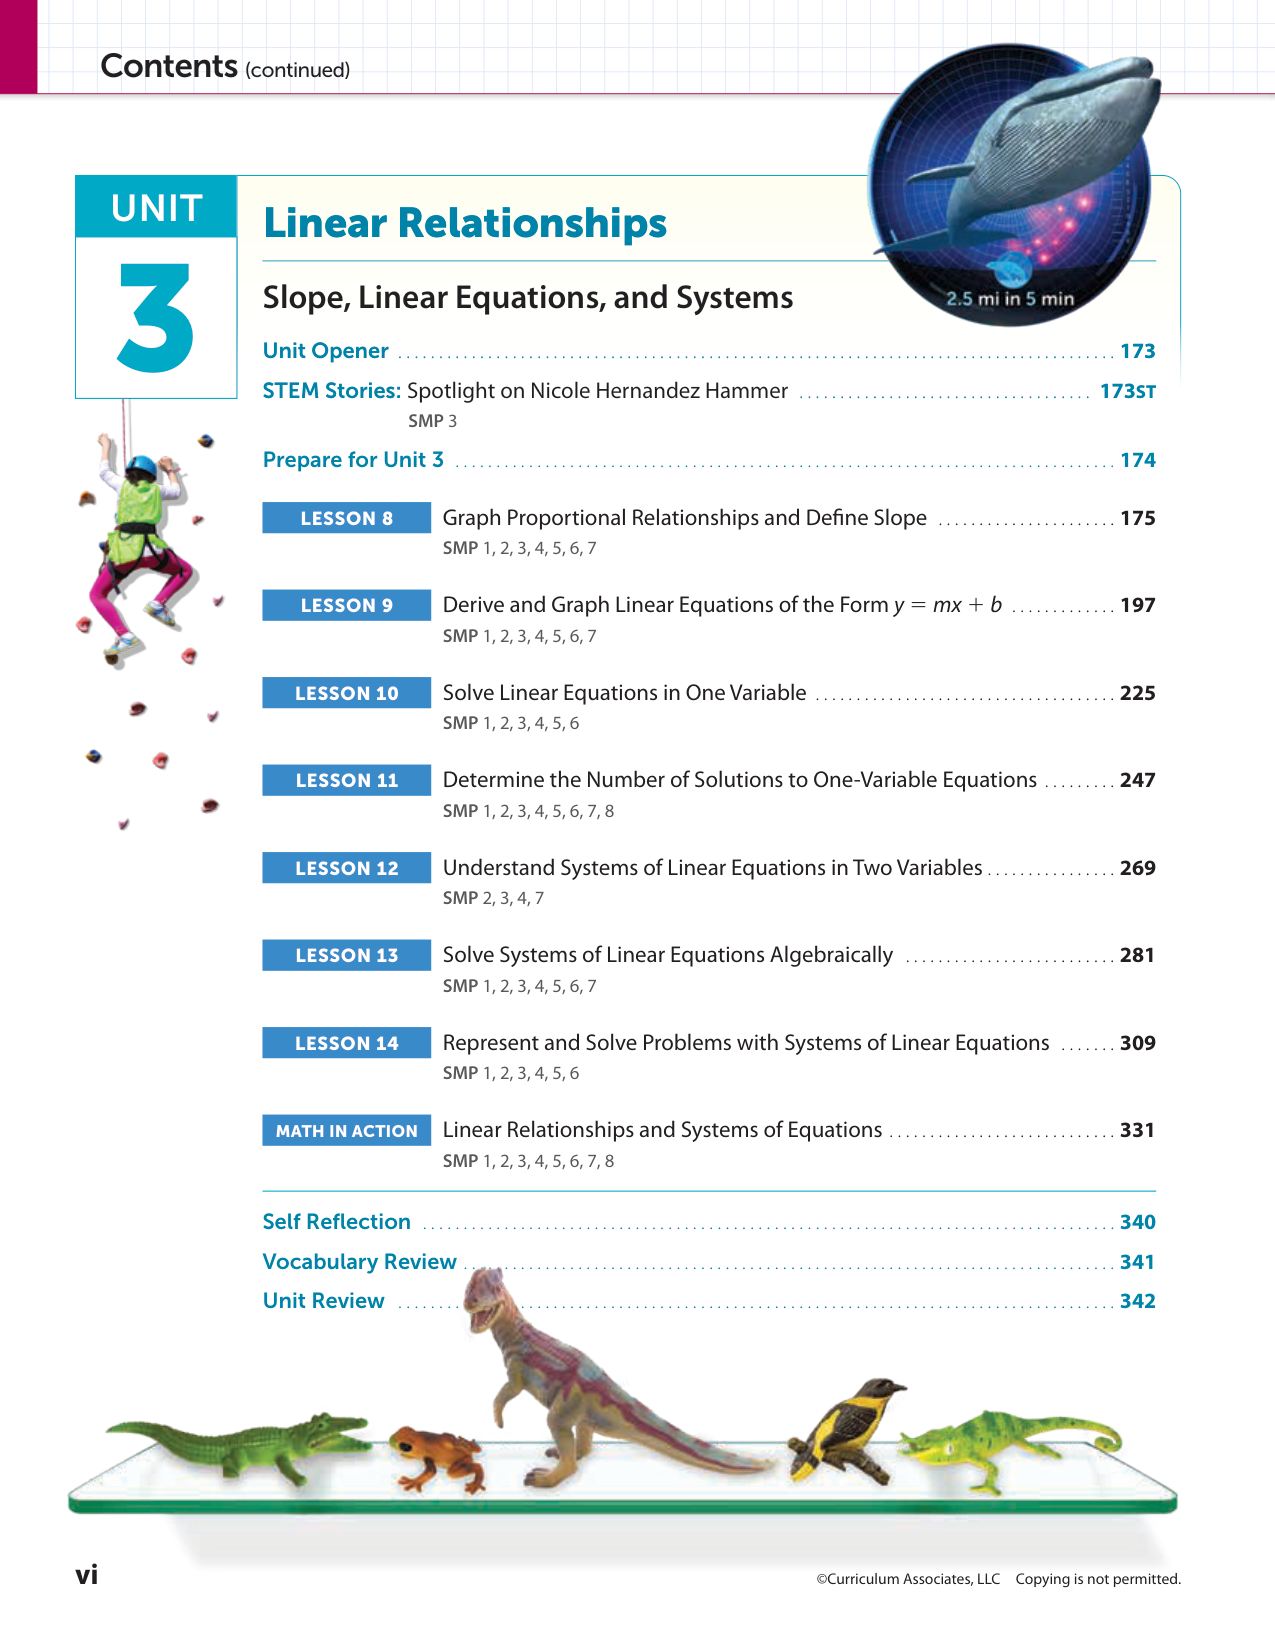 Contents (continued)
2.5 mi in 5 min
UNIT
3
Linear Relationships
Slope, Linear Equations, and Systems
Unit Opener 173
STEM Stories: Spotlight on Nicole Hernandez Hammer 173ST
SMP 3
Prepare for Unit 3 174
LESSON 8 Graph Proportional Relationships and Define Slope 175
SMP 1, 2, 3, 4, 5, 6, 7
LESSON 9 Derive and Graph Linear Equations of the Form y = mx + b 197
SMP 1, 2, 3, 4, 5, 6, 7
LESSON 10 Solve Linear Equations in One Variable 225
SMP 1, 2, 3, 4, 5, 6
LESSON 11 Determine the Number of Solutions to One-Variable Equations 247
SMP 1, 2, 3, 4, 5, 6, 7, 8
LESSON 12 Understand Systems of Linear Equations in Two Variables 269
SMP 2, 3, 4, 7
LESSON 13 Solve Systems of Linear Equations Algebraically 281
SMP 1, 2, 3, 4, 5, 6, 7
LESSON 14 Represent and Solve Problems with Systems of Linear Equations 309
SMP 1, 2, 3, 4, 5, 6
MATH IN ACTION Linear Relationships and Systems of Equations 331
SMP 1, 2, 3, 4, 5, 6, 7, 8
Self Reflection 340
Vocabulary Review 341
Unit Review 342
vi
©Curriculum Associates, LLC Copying is not permitted.